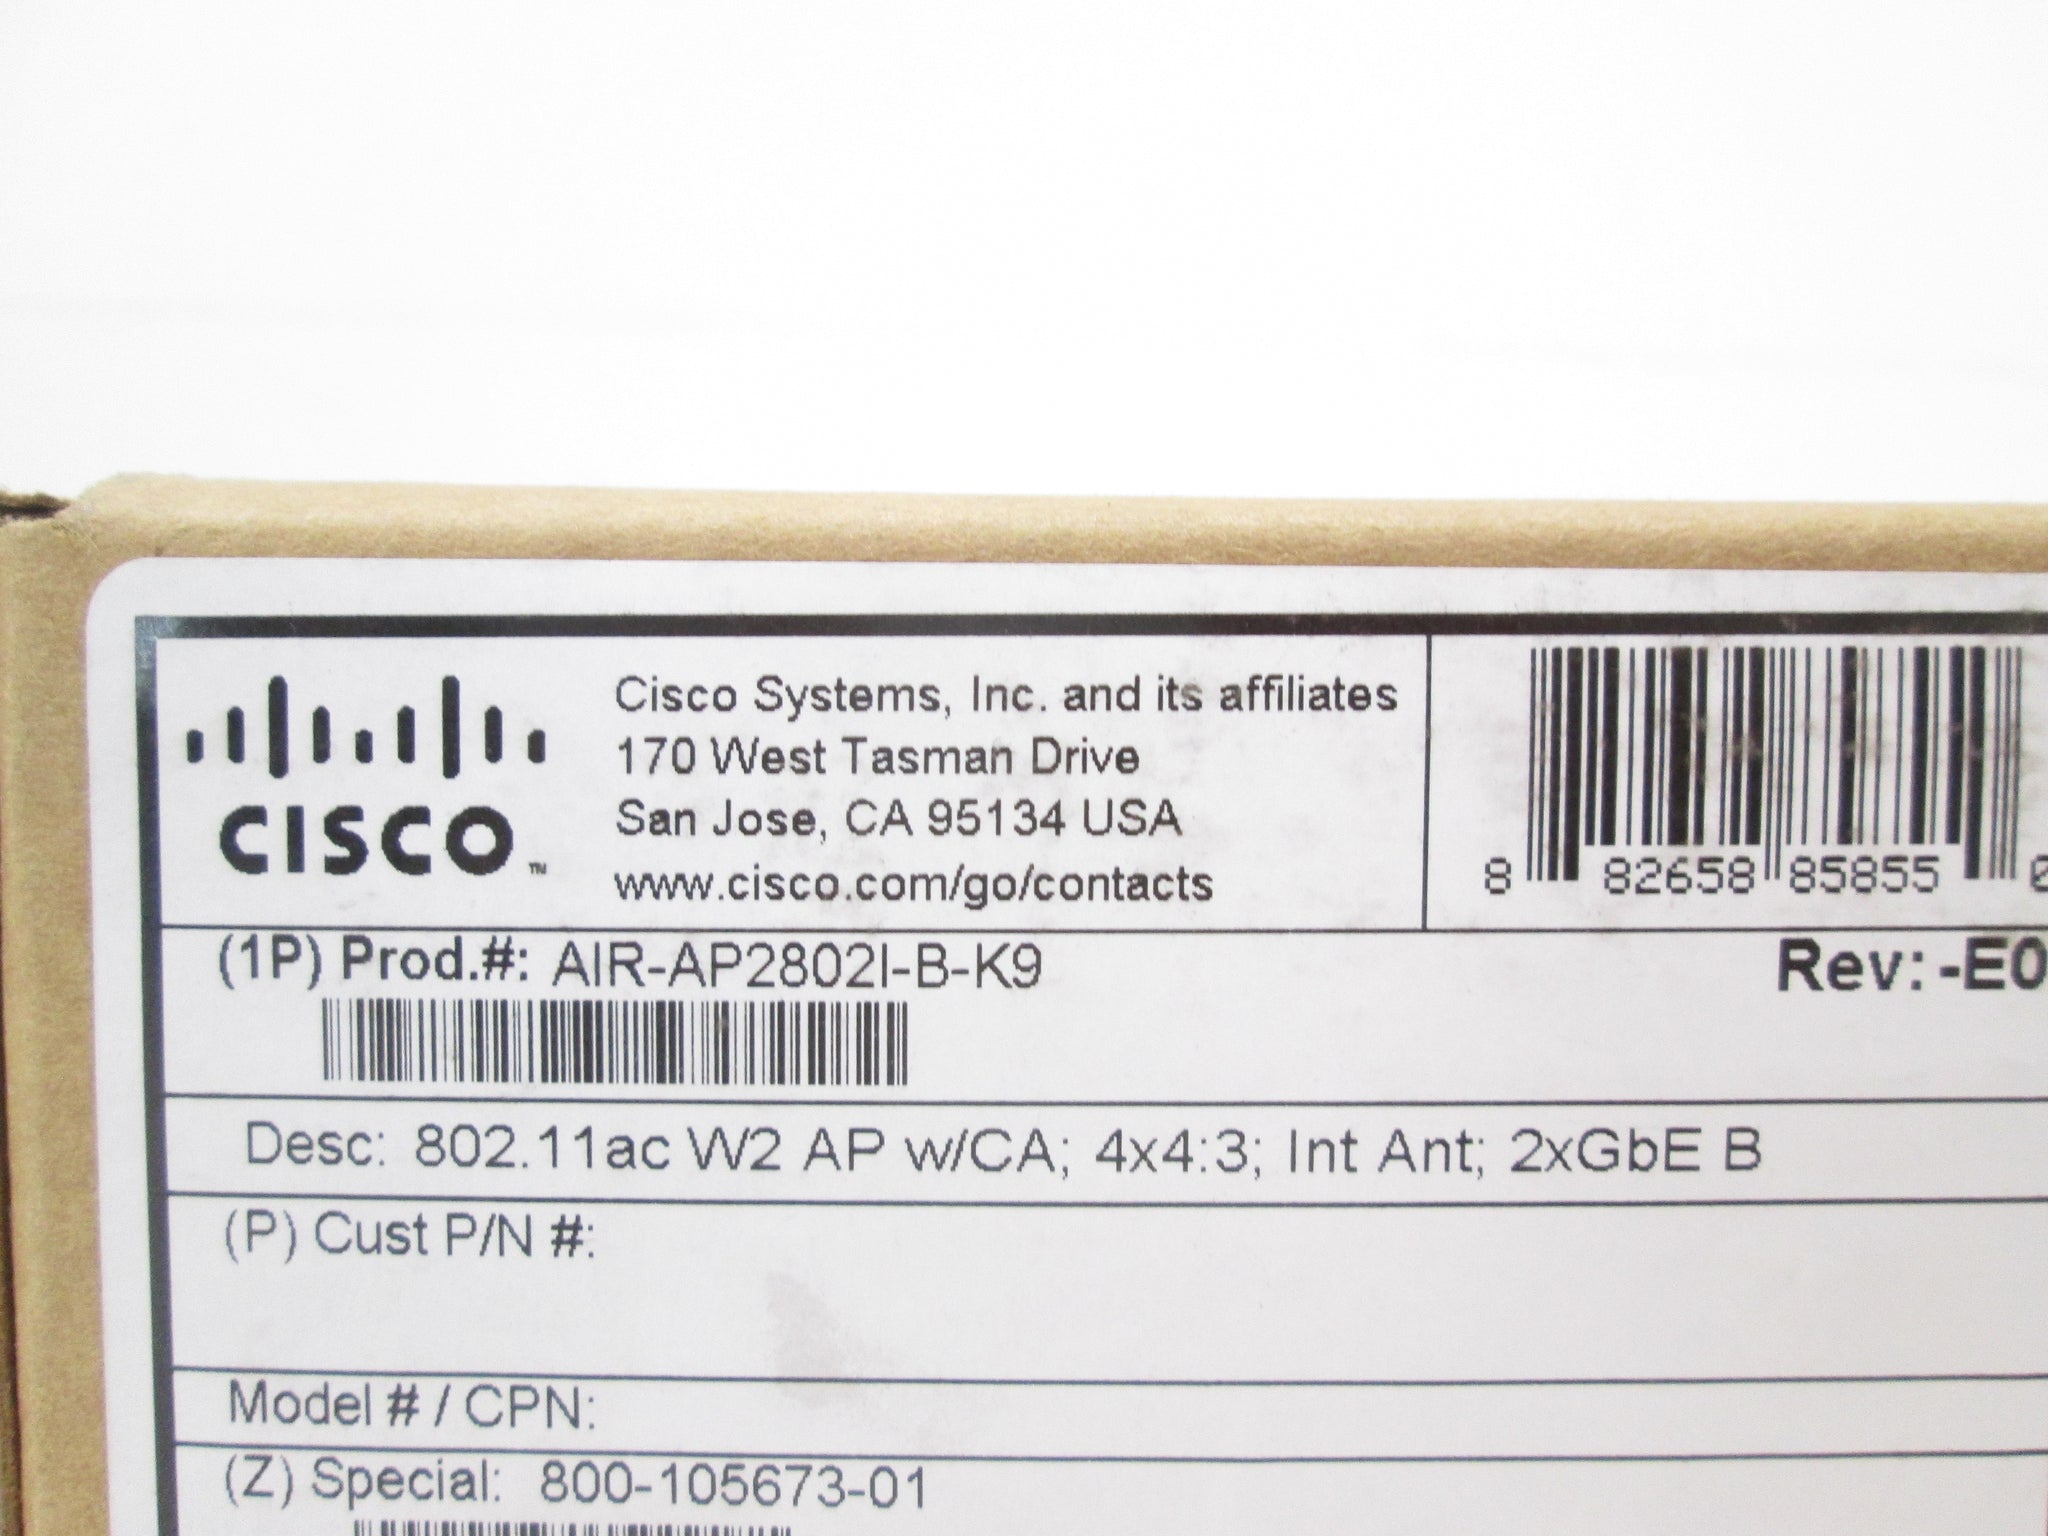 CISCO™
Cisco Systems, Inc. and its affiliates
170 West Tasman Drive
San Jose, CA 95134 USA
www.cisco.com/go/contacts
8 82658 85855 0
(1P) Prod.#: AIR-AP2802I-B-K9
Rev: -E0
Desc: 802.11ac W2 AP w/CA; 4x4:3; Int Ant; 2xGbE B
(P) Cust P/N #:
Model # / CPN:
(Z) Special: 800-105673-01